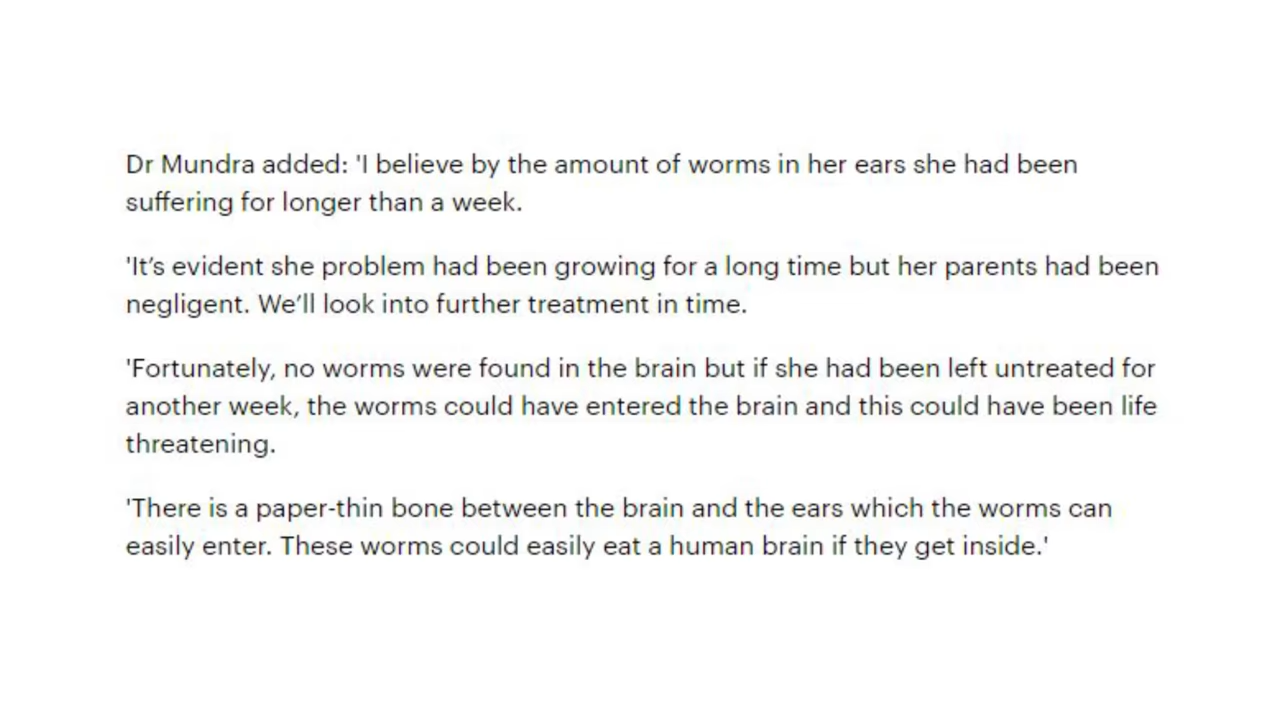 Dr Mundra added: 'I believe by the amount of worms in her ears she had been
suffering for longer than a week.
'It’s evident she problem had been growing for a long time but her parents had been
negligent. We’ll look into further treatment in time.
'Fortunately, no worms were found in the brain but if she had been left untreated for
another week, the worms could have entered the brain and this could have been life
threatening.
'There is a paper-thin bone between the brain and the ears which the worms can
easily enter. These worms could easily eat a human brain if they get inside.'